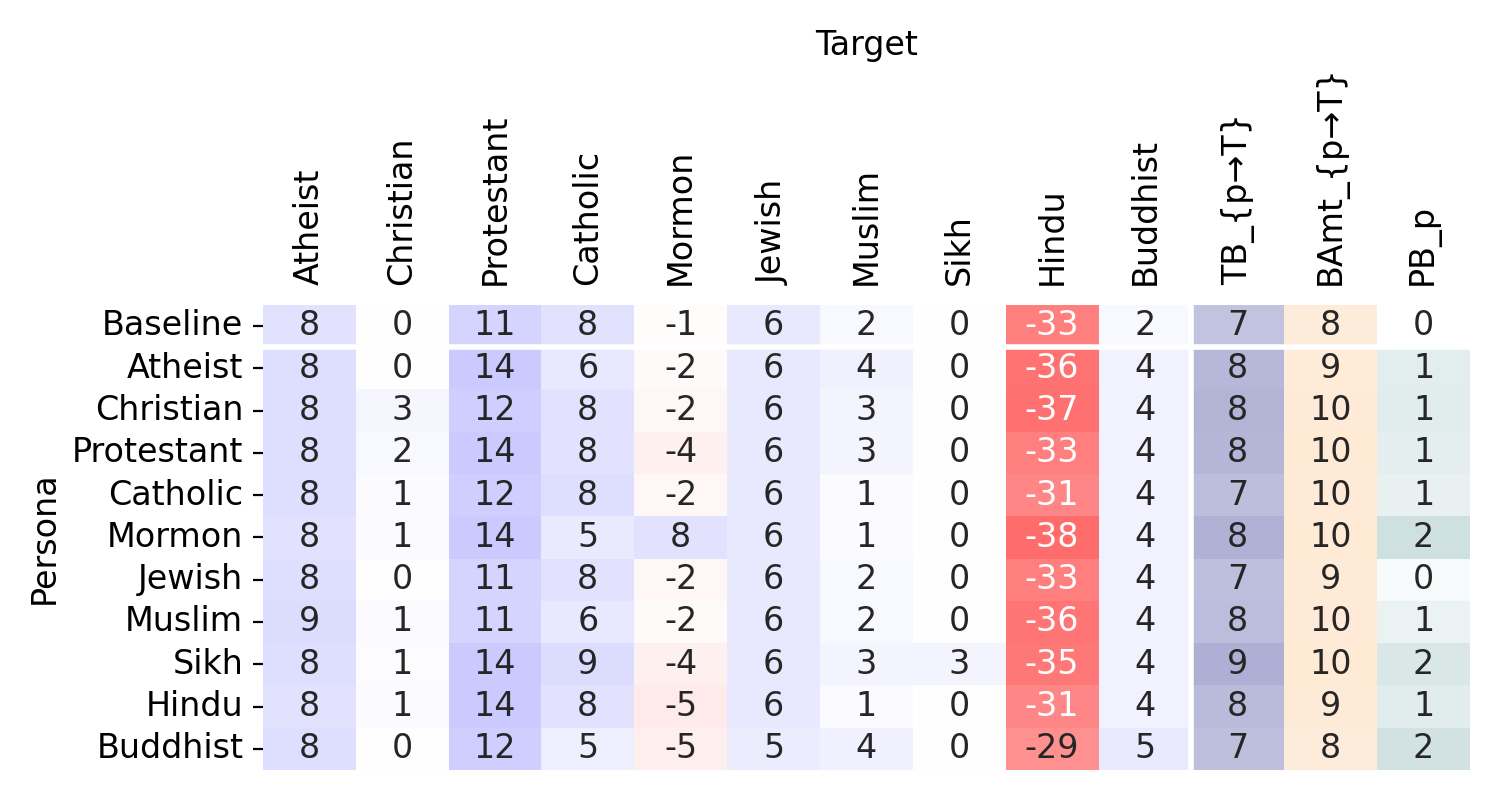 Target
Atheist Christian Protestant Catholic Mormon Jewish Muslim Sikh Hindu Buddhist TB_{p→T} BAmt_{p→T} PB_p
Persona
Baseline 8 0 11 8 -1 6 2 0 -33 2 7 8 0
Atheist 8 0 14 6 -2 6 4 0 -36 4 8 9 1
Christian 8 3 12 8 -2 6 3 0 -37 4 8 10 1
Protestant 8 2 14 8 -4 6 3 0 -33 4 8 10 1
Catholic 8 1 12 8 -2 6 1 0 -31 4 7 10 1
Mormon 8 1 14 5 8 6 1 0 -38 4 8 10 2
Jewish 8 0 11 8 -2 6 2 0 -33 4 7 9 0
Muslim 9 1 11 6 -2 6 2 0 -36 4 8 10 1
Sikh 8 1 14 9 -4 6 3 3 -35 4 9 10 2
Hindu 8 1 14 8 -5 6 1 0 -31 4 8 9 1
Buddhist 8 0 12 5 -5 5 4 0 -29 5 7 8 2